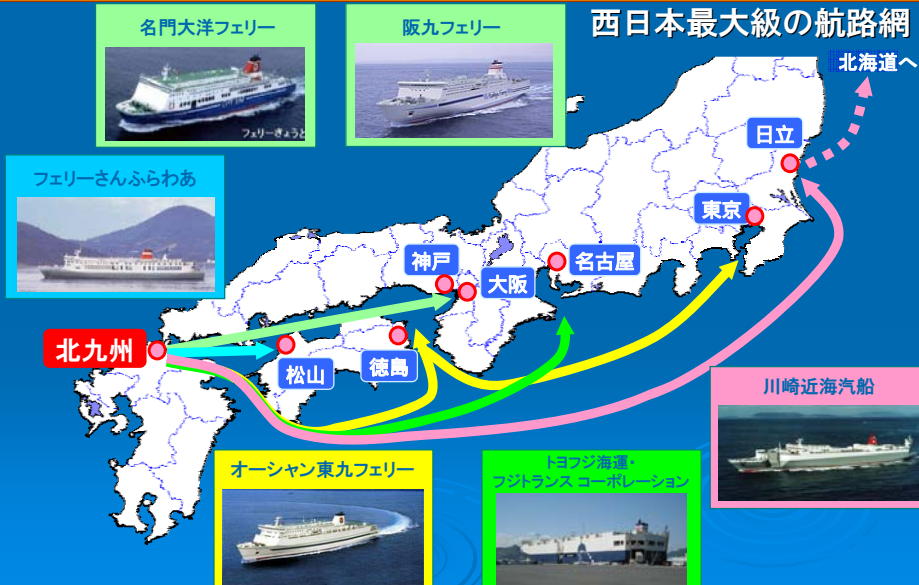 西日本最大級の航路網
名門大洋フェリー
フェリーきょうと
阪九フェリー
北海道へ
日立
フェリーさんふらわあ
東京
神戸
大阪
名古屋
北九州
松山
徳島
川崎近海汽船
オーシャン東九フェリー
トヨフジ海運・
フジトランス コーポレーション